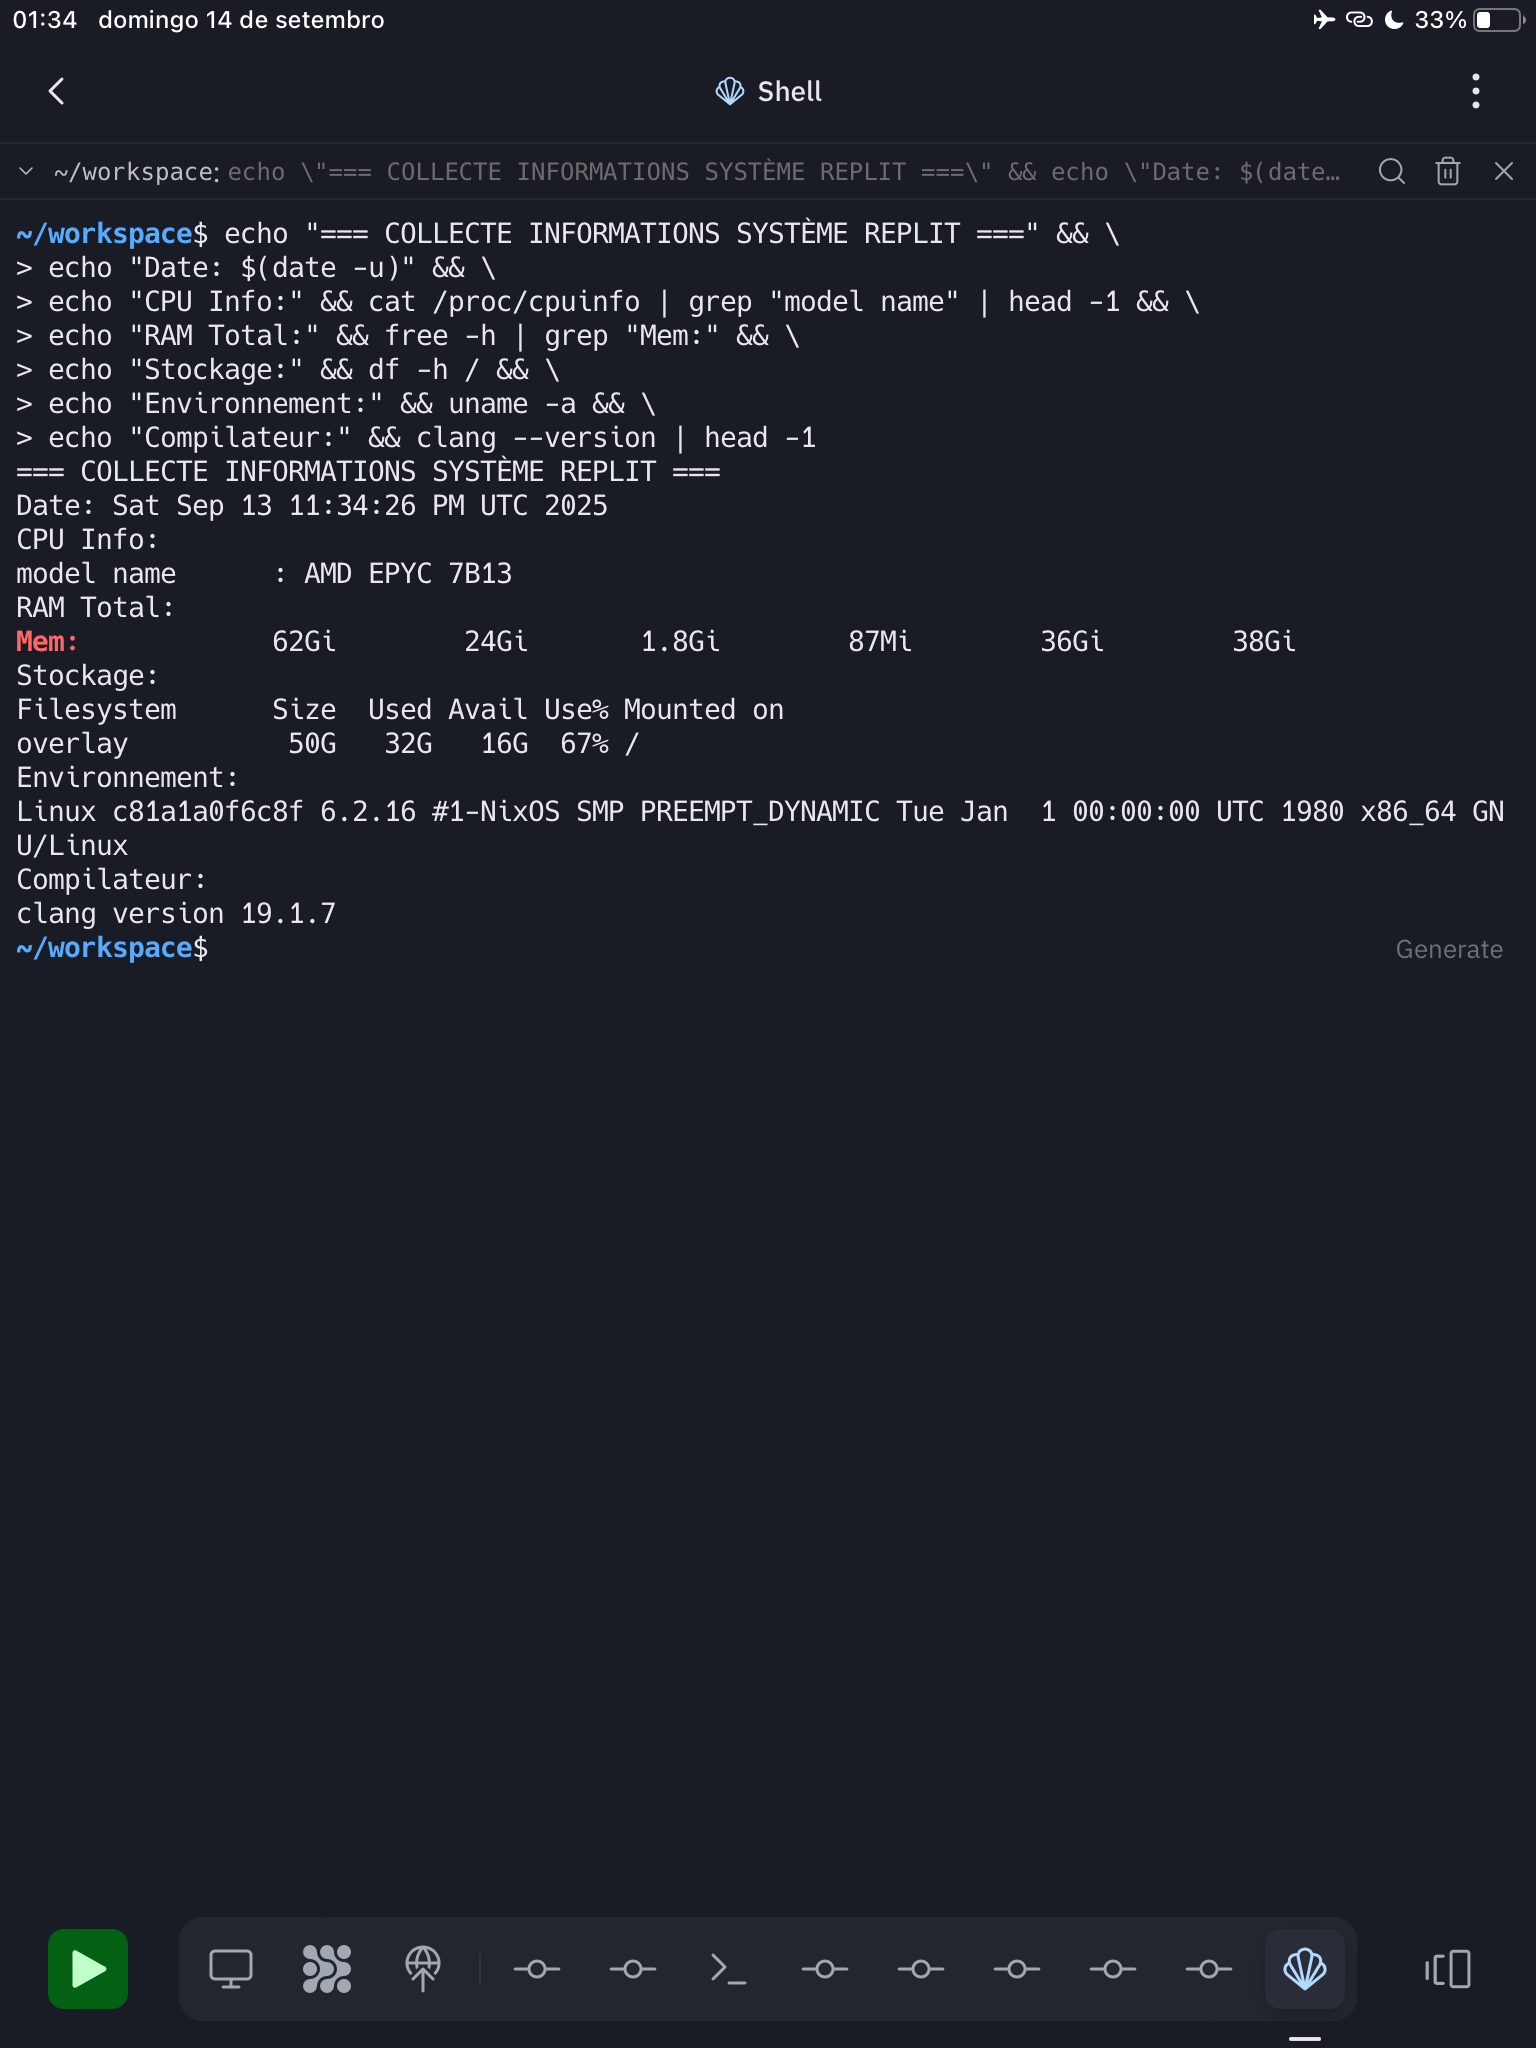 01:34 domingo 14 de setembro 33%
Shell
~/workspace: echo \"=== COLLECTE INFORMATIONS SYSTÈME REPLIT ===\" && echo \"Date: $(date…
~/workspace$ echo "=== COLLECTE INFORMATIONS SYSTÈME REPLIT ===" && \
> echo "Date: $(date -u)" && \
> echo "CPU Info:" && cat /proc/cpuinfo | grep "model name" | head -1 && \
> echo "RAM Total:" && free -h | grep "Mem:" && \
> echo "Stockage:" && df -h / && \
> echo "Environnement:" && uname -a && \
> echo "Compilateur:" && clang --version | head -1
=== COLLECTE INFORMATIONS SYSTÈME REPLIT ===
Date: Sat Sep 13 11:34:26 PM UTC 2025
CPU Info:
model name      : AMD EPYC 7B13
RAM Total:
Mem:            62Gi        24Gi       1.8Gi        87Mi        36Gi        38Gi
Stockage:
Filesystem      Size  Used Avail Use% Mounted on
overlay          50G   32G   16G  67% /
Environnement:
Linux c81a1a0f6c8f 6.2.16 #1-NixOS SMP PREEMPT_DYNAMIC Tue Jan  1 00:00:00 UTC 1980 x86_64 GN
U/Linux
Compilateur:
clang version 19.1.7
~/workspace$ Generate